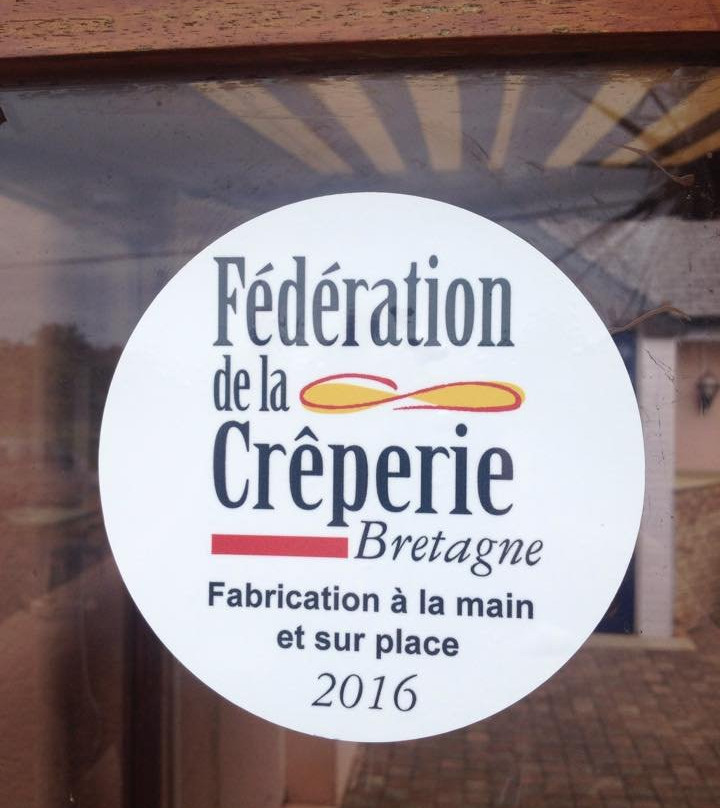 Fédération
de la
Crêperie
Bretagne
Fabrication à la main
et sur place
2016